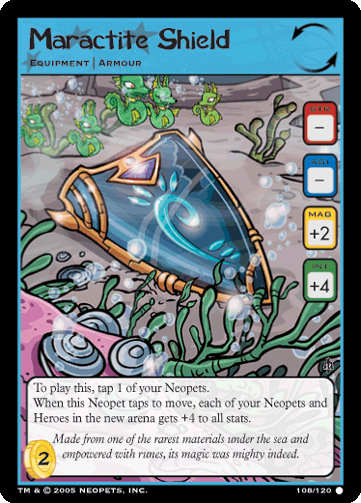 Maractite Shield
Equipment | Armour
STR
–
AGI
–
MAG
+2
INT
+4
To play this, tap 1 of your Neopets.
When this Neopet taps to move, each of your Neopets and
Heroes in the new arena gets +4 to all stats.
Made from one of the rarest materials under the sea and
empowered with runes, its magic was mighty indeed.
2
TM & © 2005 NEOPETS, INC.
108/120